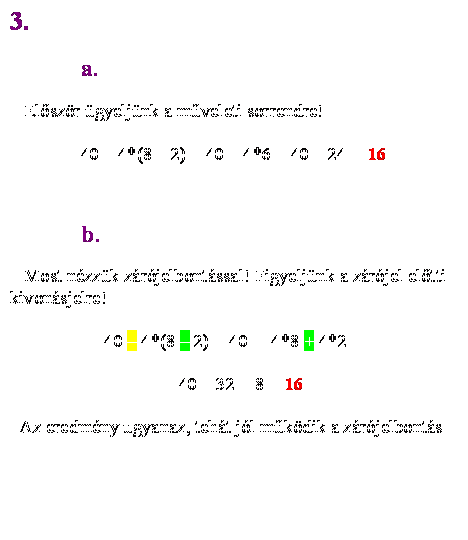 3.
a.
Először ügyeljünk a műveleti sorrendre!
40 4*(8 2) 40 4*6 40 24 16
b.
Most nézzük zárójelbontással! Figyeljünk a zárójel előtti
kivonásjelre!
40 - 4*(8 - 2) 40 4*8 + 4*2
40 32 8 16
Az eredmény ugyanaz, tehát jól működik a zárójelbontás